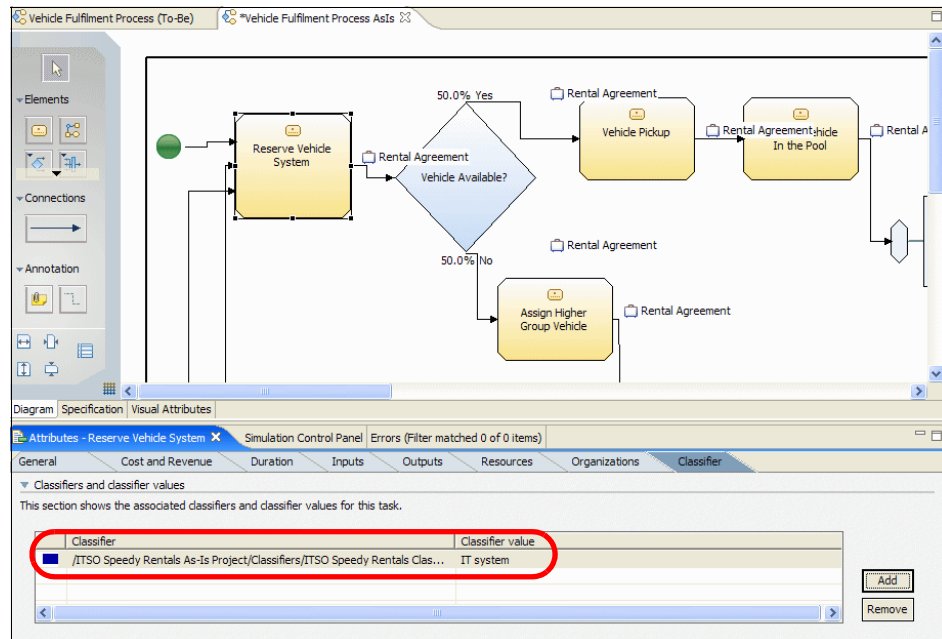 Vehicle Fulfilment Process (To-Be)
*Vehicle Fulfilment Process AsIs
Elements
Connections
Annotation
Reserve Vehicle
System
Rental Agreement
50.0% Yes
Vehicle Available?
50.0% No
Rental Agreement
Vehicle Pickup
Rental Agreement
hicle
In the Pool
Rental A
Rental Agreement
Assign Higher
Group Vehicle
Rental Agreement
Diagram Specification Visual Attributes
Attributes - Reserve Vehicle System
Simulation Control Panel
Errors (Filter matched 0 of 0 items)
General Cost and Revenue Duration Inputs Outputs Resources Organizations Classifier
Classifiers and classifier values
This section shows the associated classifiers and classifier values for this task.
Classifier Classifier value
/ITSO Speedy Rentals As-Is Project/Classifiers/ITSO Speedy Rentals Clas... IT system
Add
Remove